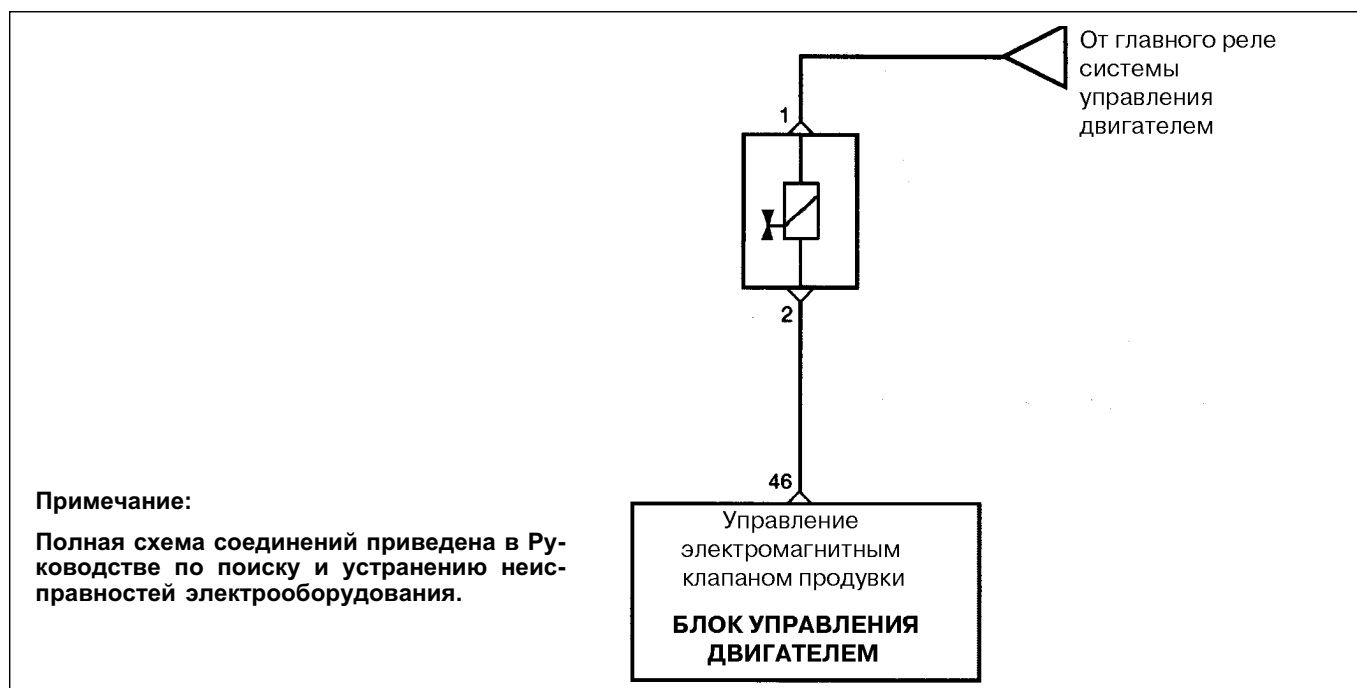 От главного реле
системы
управления
двигателем
1
2
46
Управление
электромагнитным
клапаном продувки
БЛОК УПРАВЛЕНИЯ
ДВИГАТЕЛЕМ
Примечание:
Полная схема соединений приведена в Ру-
ководстве по поиску и устранению неис-
правностей электрооборудования.